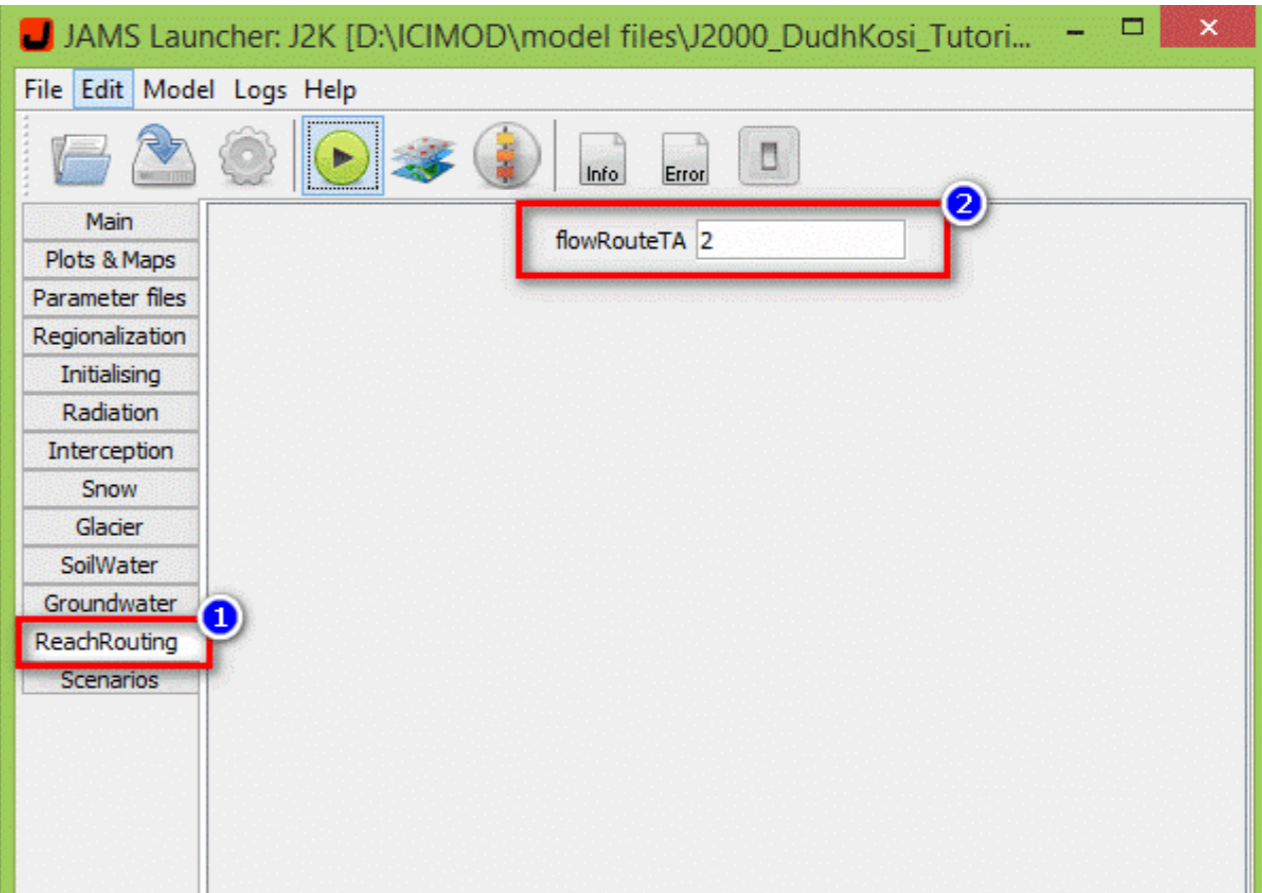 JAMS Launcher: J2K [D:\ICIMOD\model files\J2000_DudhKosi_Tutori...
File Edit Model Logs Help
Info Error
2
flowRouteTA 2
Main
Plots & Maps
Parameter files
Regionalization
Initialising
Radiation
Interception
Snow
Glacier
SoilWater
Groundwater
1
ReachRouting
Scenarios